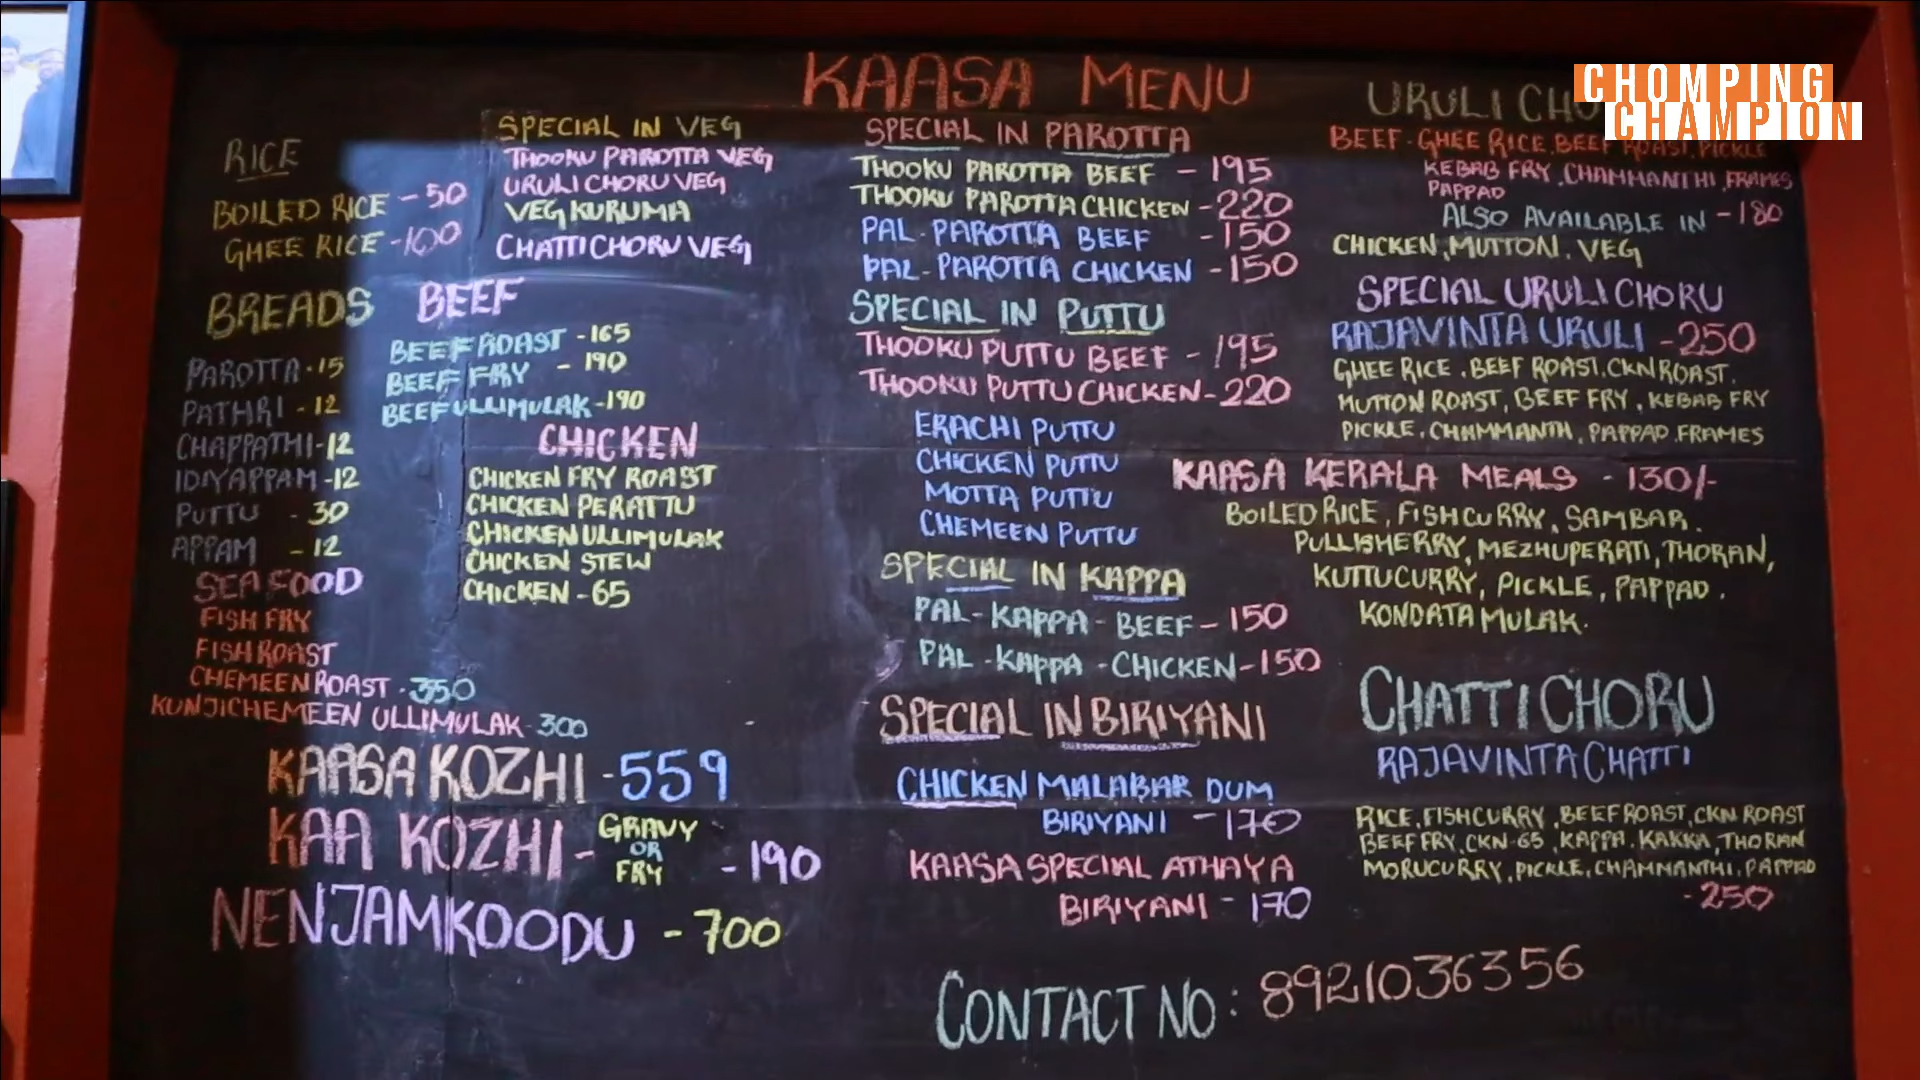 KAASA MENU
CHOMPING
CHAMPION
RICE
BOILED RICE - 50
GHEE RICE - 100
SPECIAL IN VEG
THOOKU PAROTTA VEG
URULI CHORU VEG
VEG KURUMA
CHATTI CHORU VEG
BREADS
PAROTTA - 15
PATHRI - 12
CHAPPATHI - 12
IDIYAPPAM - 12
PUTTU - 30
APPAM - 12
BEEF
BEEF ROAST - 165
BEEF FRY - 190
BEEF ULLIMULAK - 190
CHICKEN
CHICKEN FRY ROAST
CHICKEN PERATTU
CHICKEN ULLIMULAK
CHICKEN STEW
CHICKEN - 65
SEA FOOD
FISH FRY
FISH ROAST
CHEMEEN ROAST - 350
KUNJICHEMEEN ULLIMULAK - 300
KAASA KOZHI - 559
KAA KOZHI - GRAVY OR FRY - 190
NENJAMKOODU - 700
SPECIAL IN PAROTTA
THOOKU PAROTTA BEEF - 195
THOOKU PAROTTA CHICKEN - 220
PAL - PAROTTA BEEF - 150
PAL - PAROTTA CHICKEN - 150
SPECIAL IN PUTTU
THOOKU PUTTU BEEF - 195
THOOKU PUTTU CHICKEN - 220
ERACHI PUTTU
CHICKEN PUTTU
MOTTA PUTTU
CHEMEEN PUTTU
SPECIAL IN KAPPA
PAL - KAPPA - BEEF - 150
PAL - KAPPA - CHICKEN - 150
SPECIAL IN BIRIYANI
CHICKEN MALABAR DUM
BIRIYANI - 170
KAASA SPECIAL ATHAYA
BIRIYANI - 170
URULI
BEEF - GHEE RICE, BEEF ROAST, PICKLE
KEBAB FRY, CHAMMANTHI, FRAMES
PAPPAD
ALSO AVAILABLE IN - 180
CHICKEN, MUTTON, VEG
SPECIAL URULI CHORU
RAJAVINTA URULI - 250
GHEE RICE, BEEF ROAST, CKN ROAST,
MUTTON ROAST, BEEF FRY, KEBAB FRY
PICKLE, CHAMMANTH, PAPPAD, FRAMES
KAASA KERALA MEALS - 130/-
BOILED RICE, FISH CURRY, SAMBAR,
PULLISHERRY, MEZHUPERATI, THORAN,
KUTTUCURRY, PICKLE, PAPPAD,
KONDATA MULAK.
CHATTI CHORU
RAJAVINTA CHATTI
RICE, FISHCURRY, BEEF ROAST, CKN ROAST
BEEF FRY, CKN-65, KAPPA, KAKKA, THORAN
MORUCURRY, PICKLE, CHAMNANTHI, PAPPAD
- 250
CONTACT NO: 8921036356